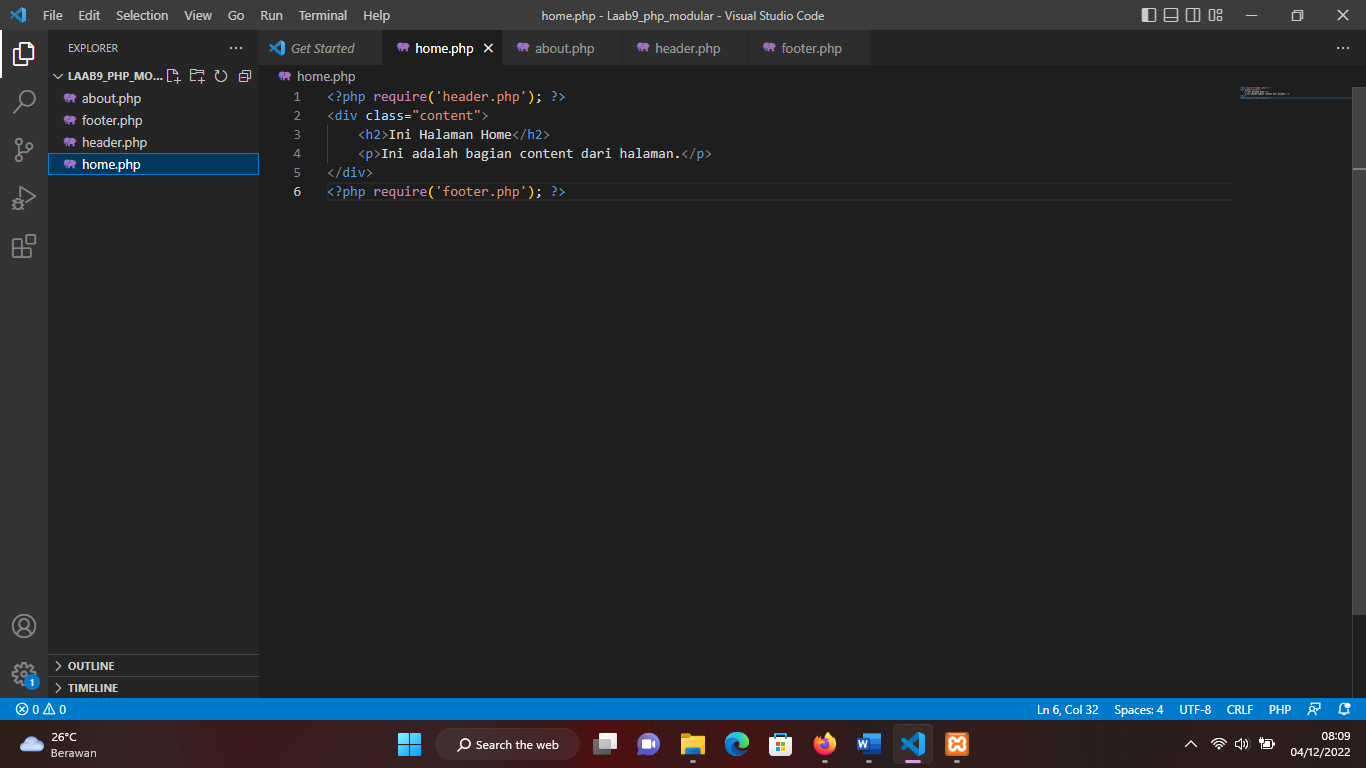 File Edit Selection View Go Run Terminal Help
home.php - Laab9_php_modular - Visual Studio Code
EXPLORER
LAAB9_PHP_MO...
about.php
footer.php
header.php
home.php
OUTLINE
TIMELINE
Get Started home.php about.php header.php footer.php
home.php
1 <?php require('header.php'); ?>
2 <div class="content">
3 <h2>Ini Halaman Home</h2>
4 <p>Ini adalah bagian content dari halaman.</p>
5 </div>
6 <?php require('footer.php'); ?>
1
0 0 Ln 6, Col 32 Spaces: 4 UTF-8 CRLF PHP
26°C
Berawan
Search the web
08:09
04/12/2022